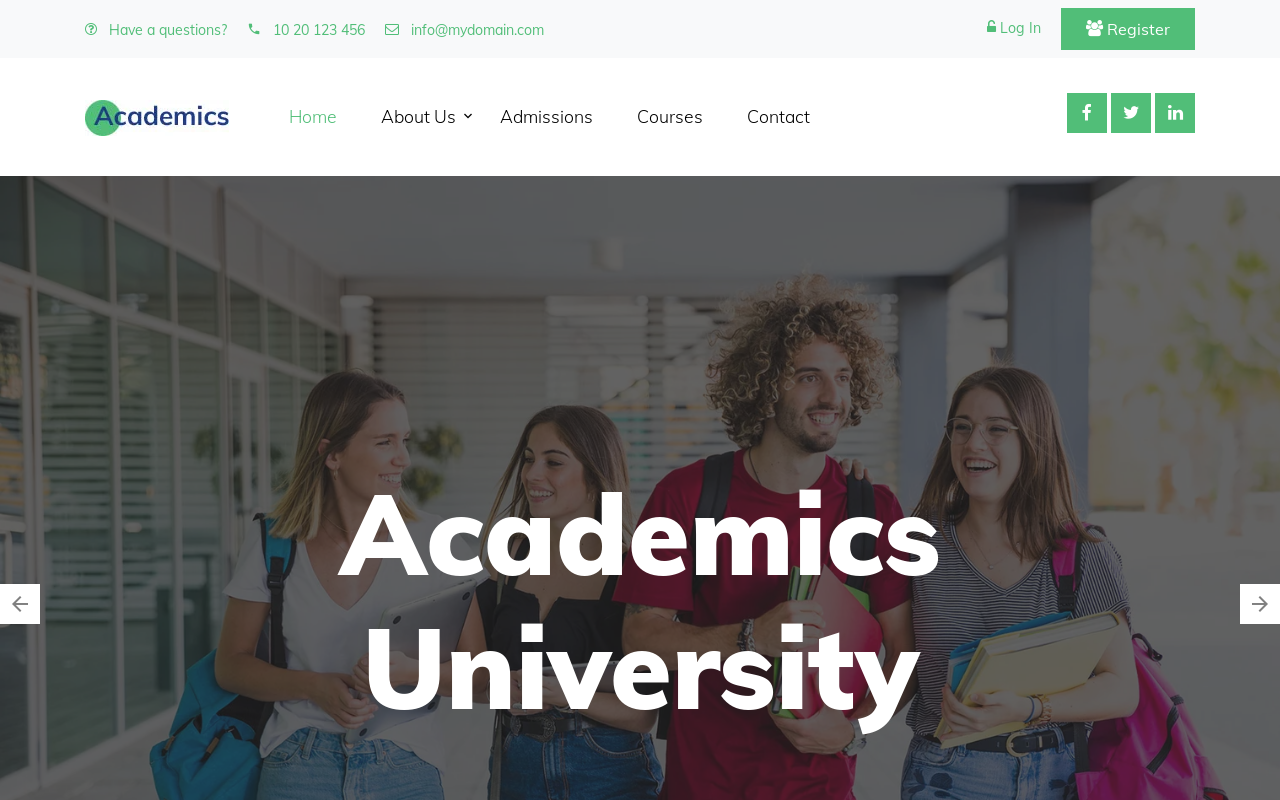 Have a questions? 10 20 123 456 info@mydomain.com Log In Register
Academics Home About Us Admissions Courses Contact
Academics
University